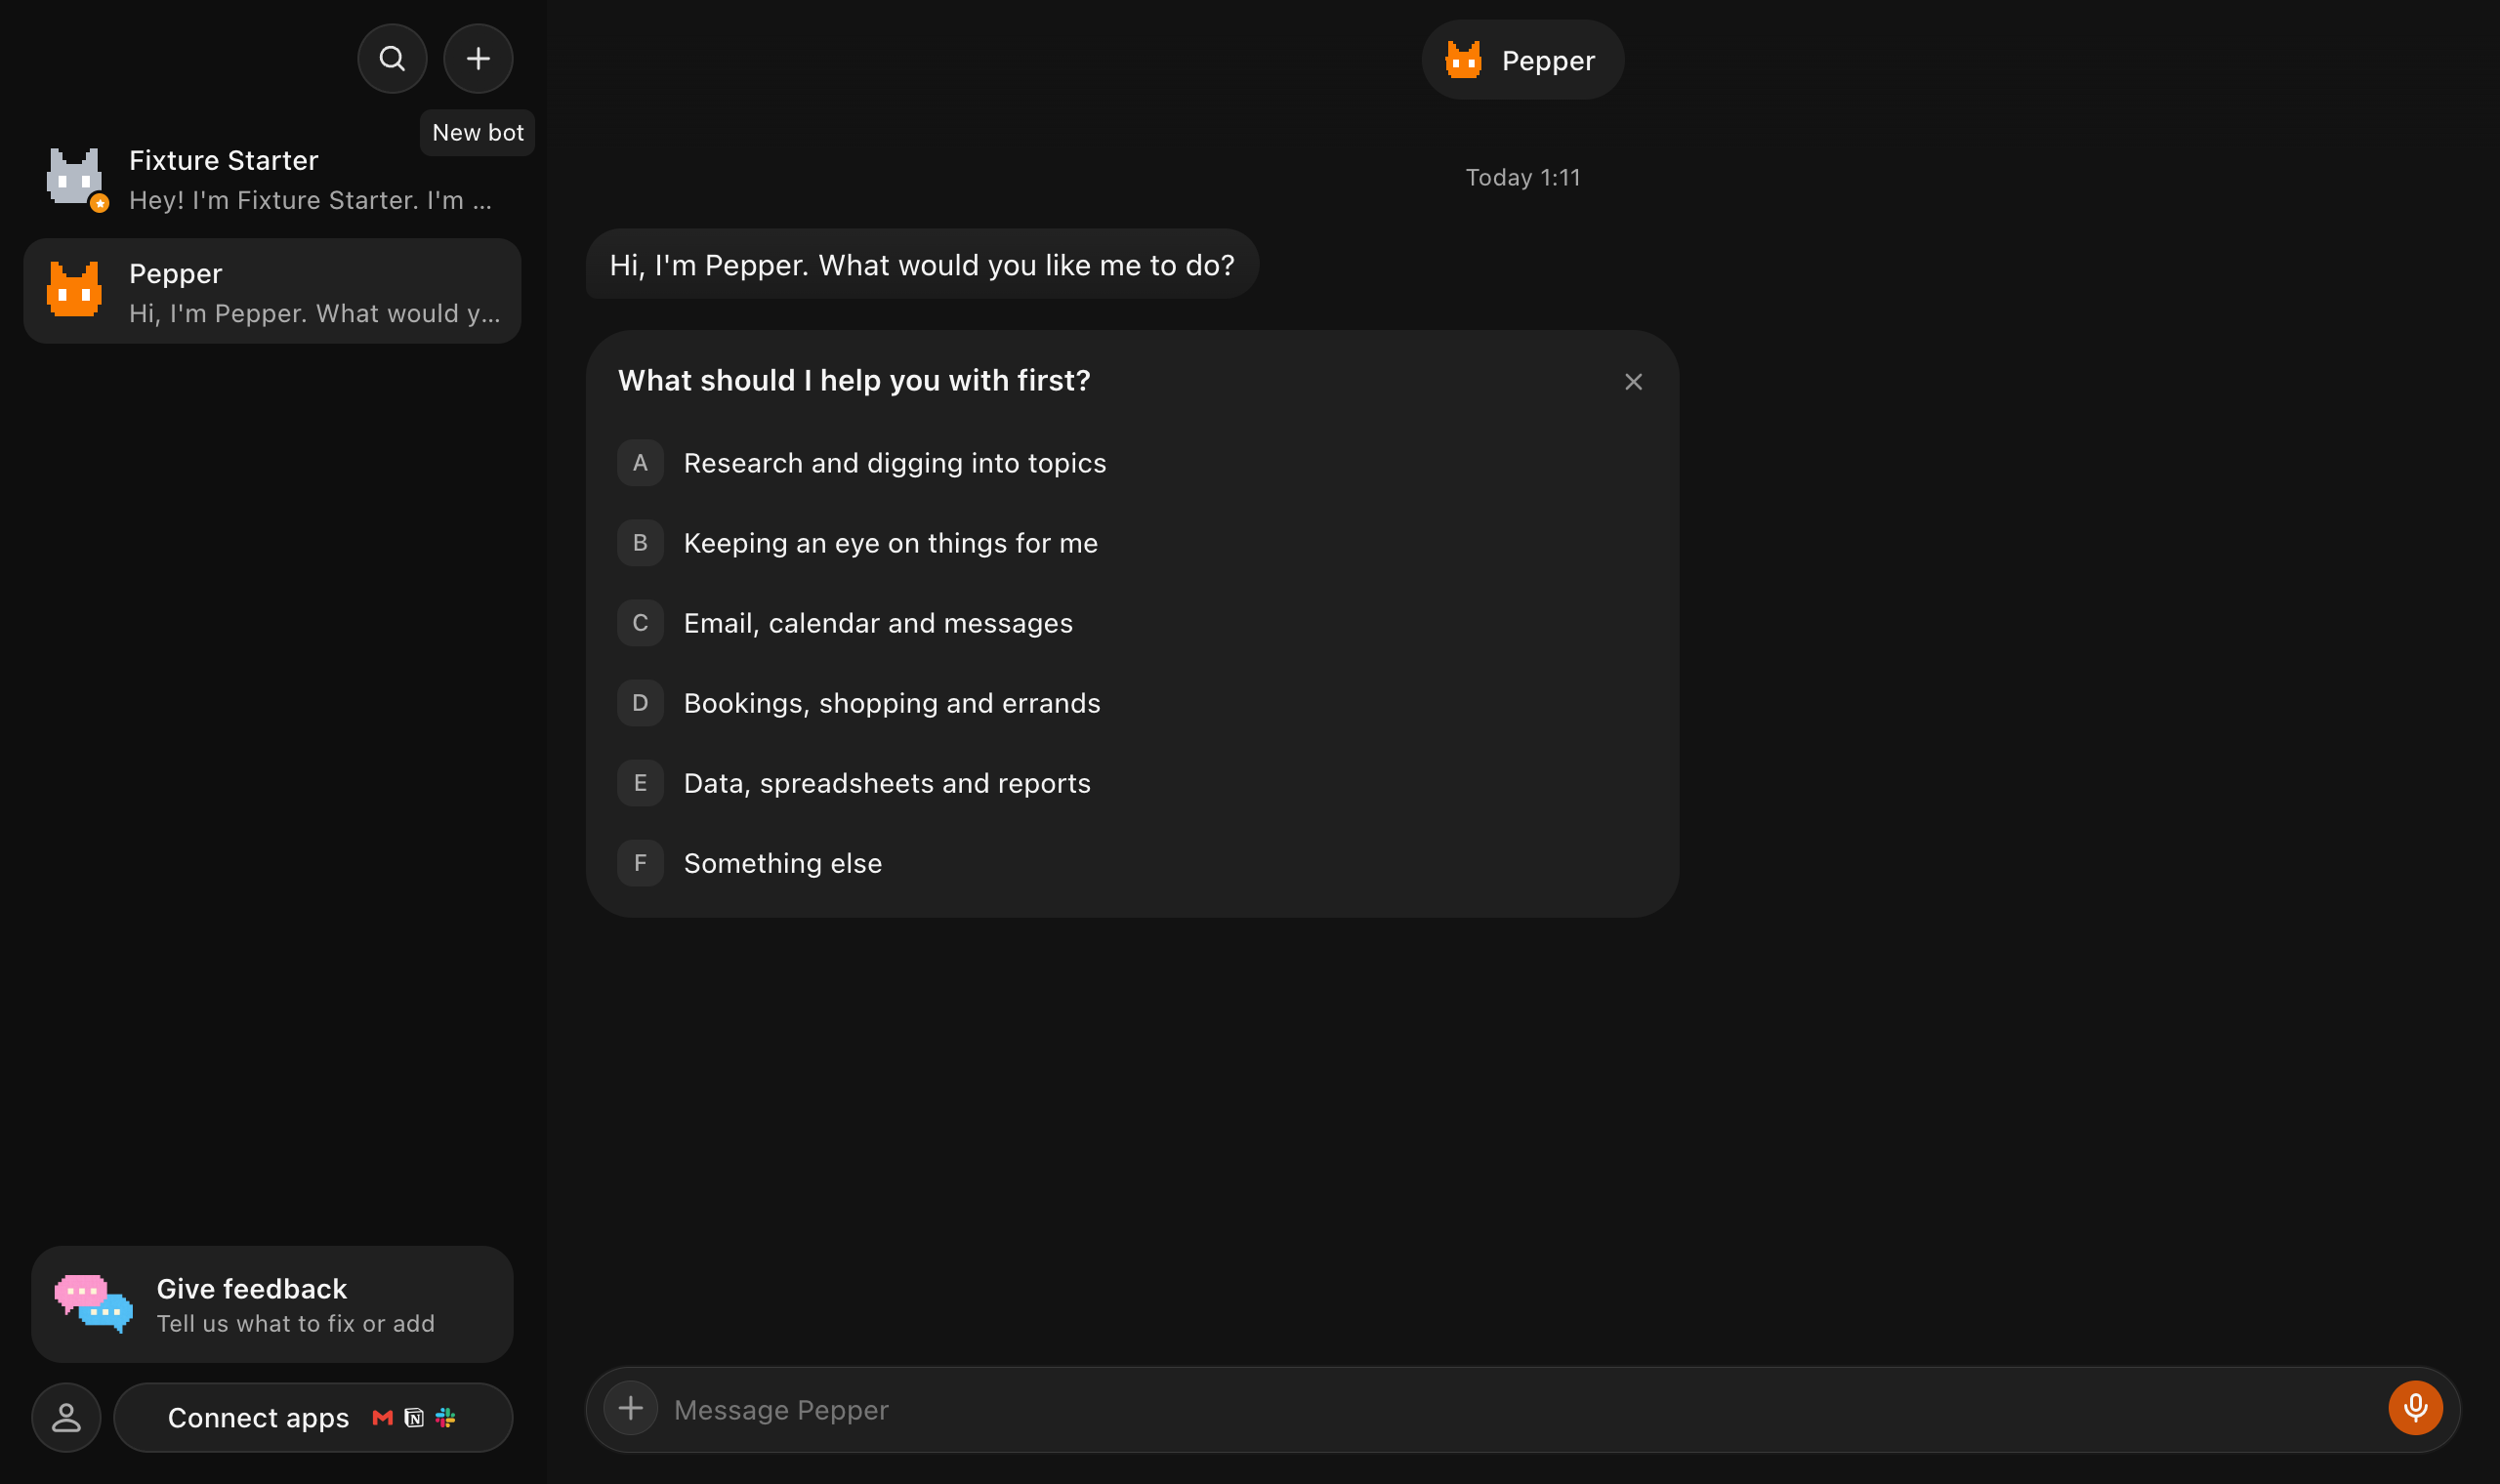 New bot
Fixture Starter
Hey! I'm Fixture Starter. I'm ...
Pepper
Hi, I'm Pepper. What would y...
Give feedback
Tell us what to fix or add
Connect apps
Pepper
Today 1:11
Hi, I'm Pepper. What would you like me to do?
What should I help you with first?
A Research and digging into topics
B Keeping an eye on things for me
C Email, calendar and messages
D Bookings, shopping and errands
E Data, spreadsheets and reports
F Something else
Message Pepper